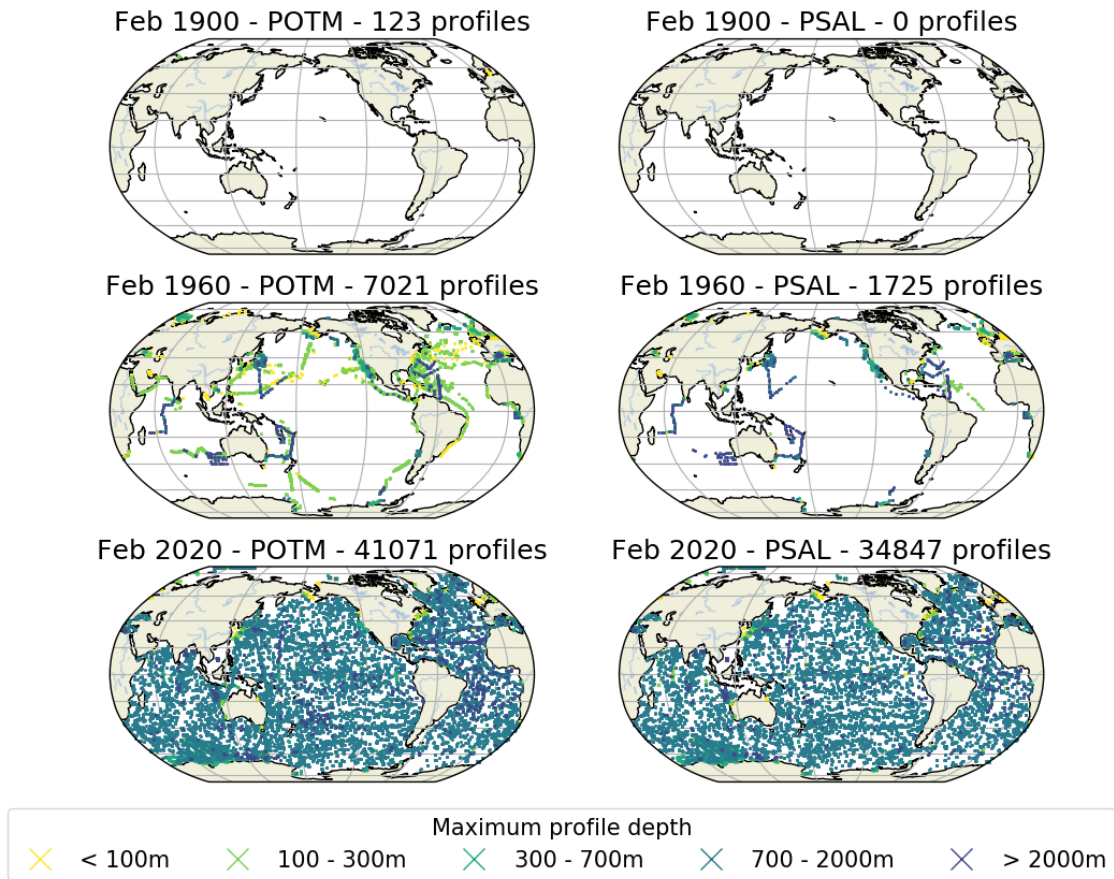 Feb 1900 - POTM - 123 profiles
Feb 1900 - PSAL - 0 profiles
Feb 1960 - POTM - 7021 profiles
Feb 1960 - PSAL - 1725 profiles
Feb 2020 - POTM - 41071 profiles
Feb 2020 - PSAL - 34847 profiles
Maximum profile depth
< 100m
100 - 300m
300 - 700m
700 - 2000m
> 2000m